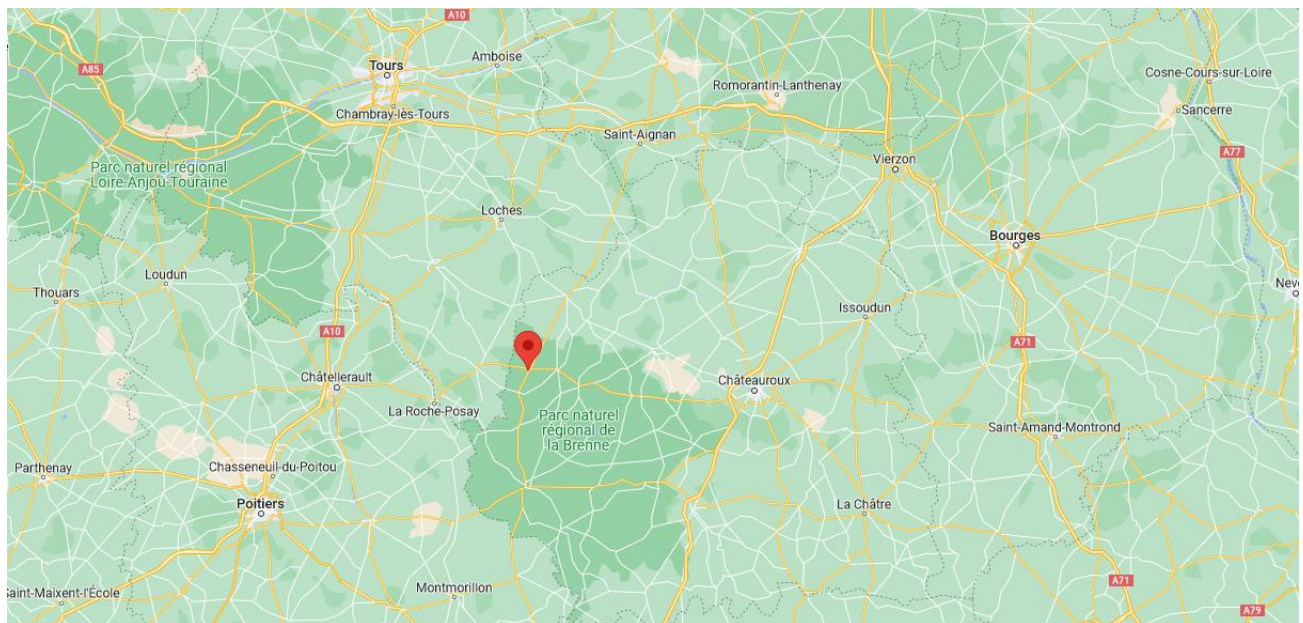 A10
Tours
Amboise
A85
Cosne-Cours-sur-Loire
Romorantin-Lanthenay
Chambray-lès-Tours
Sancerre
Saint-Aignan
A77
Vierzon
Parc naturel régional
Loire-Anjou-Touraine
Loches
Bourges
Loudun
Thouars
Neve
Issoudun
A10
A71
Châtellerault
Châteauroux
La Roche-Posay
Parc naturel
régional de
la Brenne
Saint-Amand-Montrond
Parthenay
Chasseneuil-du-Poitou
Poitiers
La Châtre
A71
Montmorillon
Saint-Maixent-l'École
A79